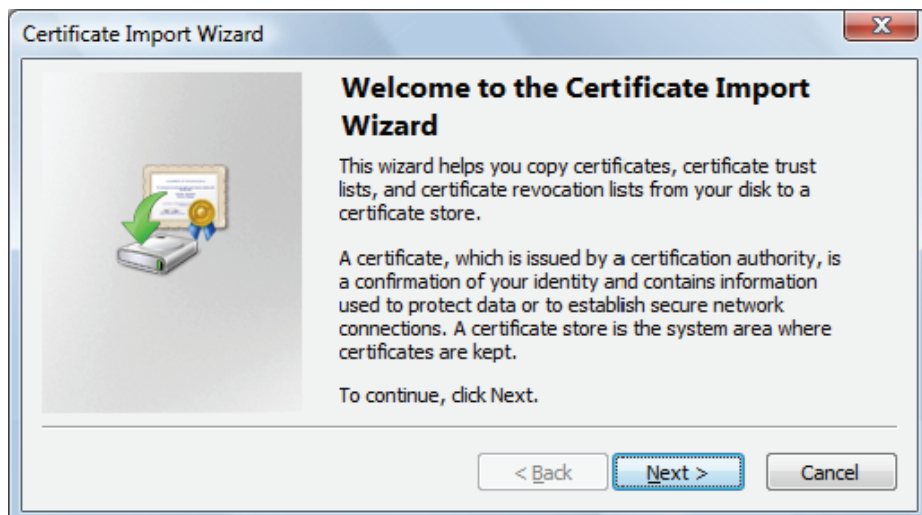 Certificate Import Wizard
X
Welcome to the Certificate Import
Wizard
This wizard helps you copy certificates, certificate trust
lists, and certificate revocation lists from your disk to a
certificate store.
A certificate, which is issued by a certification authority, is
a confirmation of your identity and contains information
used to protect data or to establish secure network
connections. A certificate store is the system area where
certificates are kept.
To continue, click Next.
< Back Next > Cancel